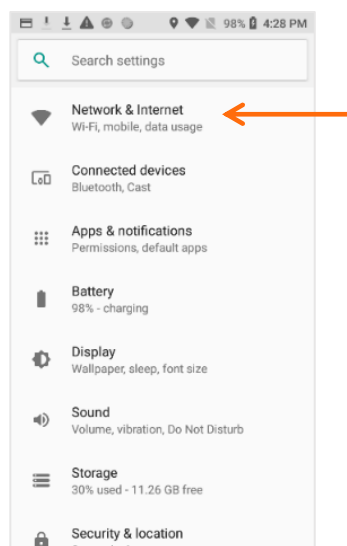 98% 4:28 PM
Search settings
Network & Internet
Wi-Fi, mobile, data usage
Connected devices
Bluetooth, Cast
Apps & notifications
Permissions, default apps
Battery
98% - charging
Display
Wallpaper, sleep, font size
Sound
Volume, vibration, Do Not Disturb
Storage
30% used - 11.26 GB free
Security & location